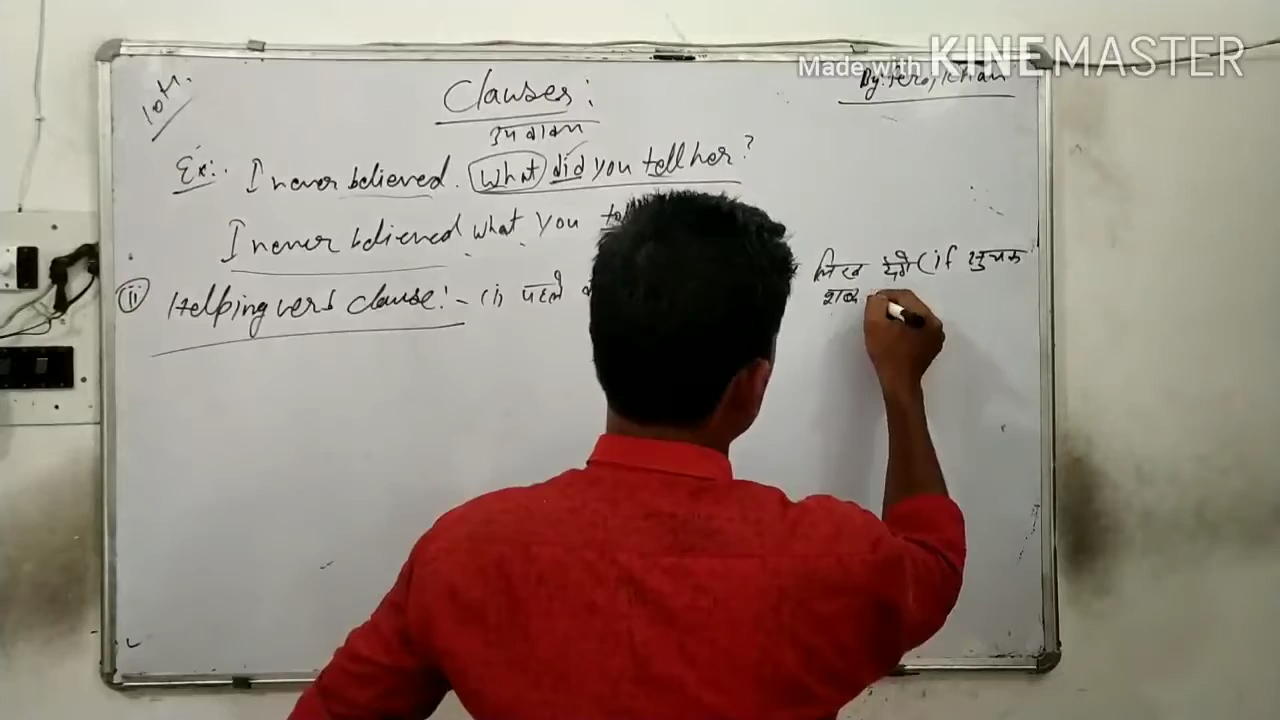 Made with KINEMASTER
10th.
Clauses:
By: Feroj Khan
उपवाक्य
Ex:. I never believed. What did you tell her?
I never believed what you
(ii) Helping verb clause:- (i) पहले
लिख देंगे (if सूचक
शब्द